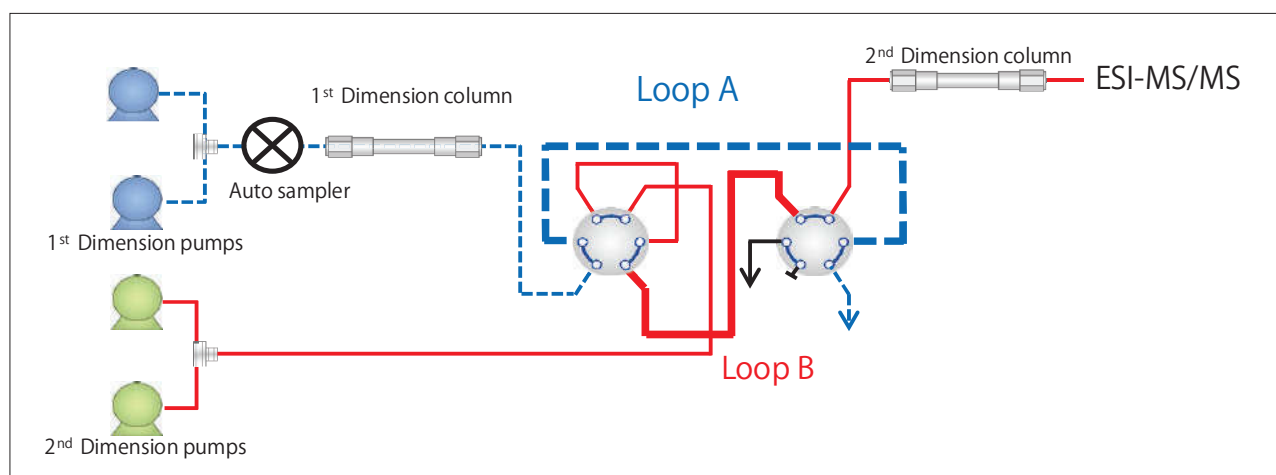 2nd Dimension column
ESI-MS/MS
Loop A
1st Dimension column
Auto sampler
1st Dimension pumps
Loop B
2nd Dimension pumps